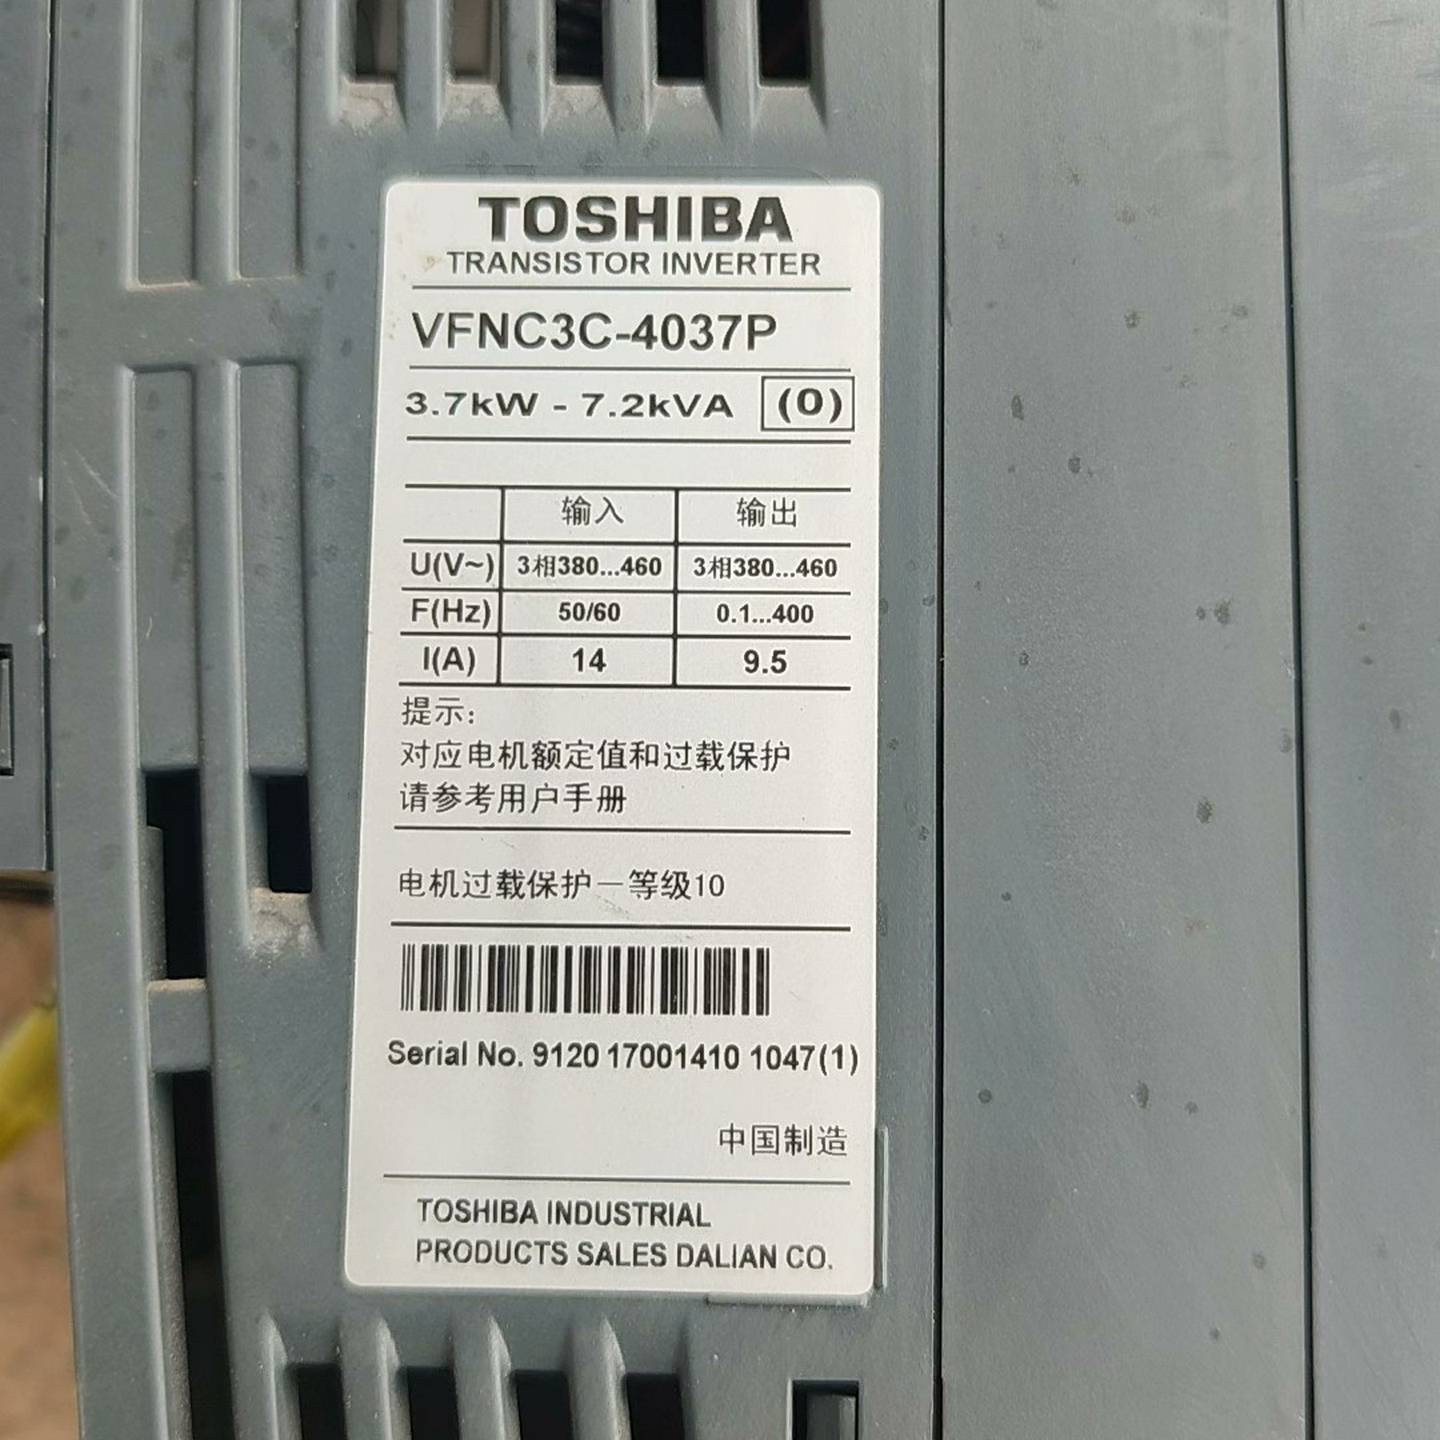 TOSHIBA
TRANSISTOR INVERTER
VFNC3C-4037P
3.7kW - 7.2kVA (0)
输入 输出
U(V~) 3相380...460 3相380...460
F(Hz) 50/60 0.1...400
I(A) 14 9.5
提示:
对应电机额定值和过载保护
请参考用户手册
电机过载保护－等级10
Serial No. 9120 17001410 1047(1)
中国制造
TOSHIBA INDUSTRIAL
PRODUCTS SALES DALIAN CO.